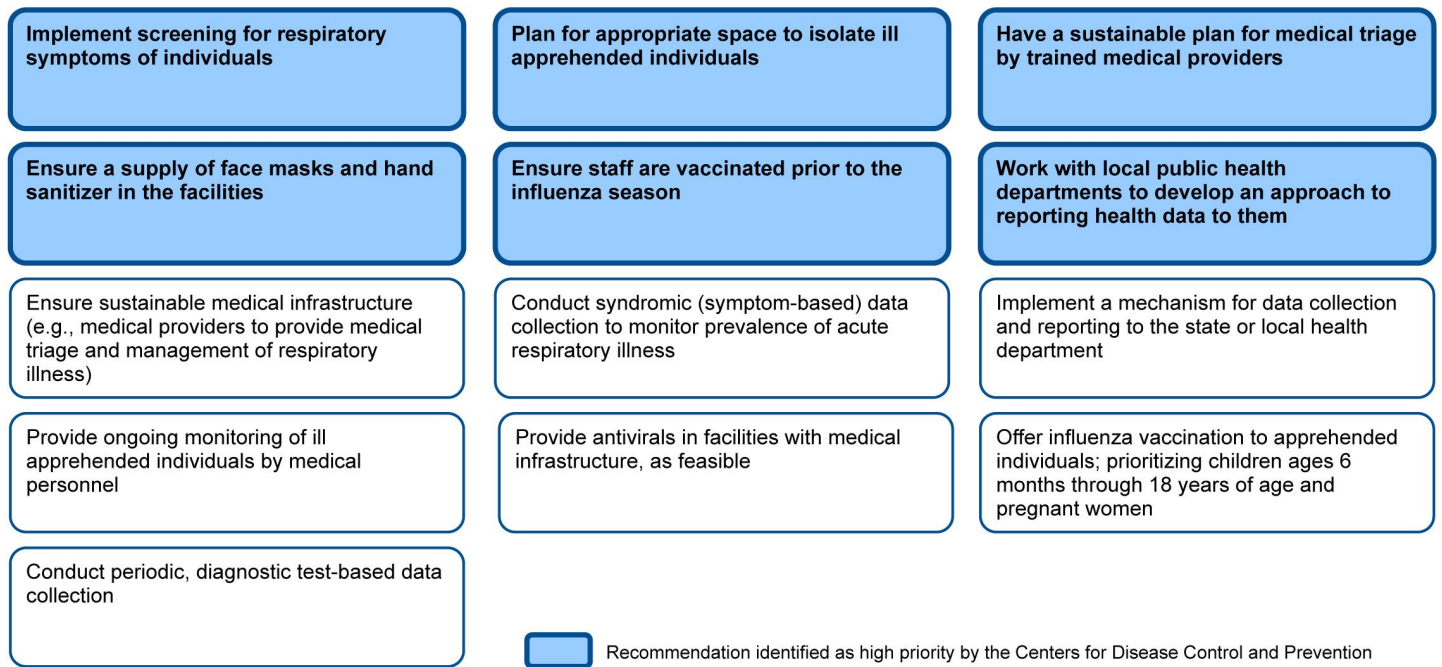 Implement screening for respiratory
symptoms of individuals
Plan for appropriate space to isolate ill
apprehended individuals
Have a sustainable plan for medical triage
by trained medical providers
Ensure a supply of face masks and hand
sanitizer in the facilities
Ensure staff are vaccinated prior to the
influenza season
Work with local public health
departments to develop an approach to
reporting health data to them
Ensure sustainable medical infrastructure
(e.g., medical providers to provide medical
triage and management of respiratory
illness)
Conduct syndromic (symptom-based) data
collection to monitor prevalence of acute
respiratory illness
Implement a mechanism for data collection
and reporting to the state or local health
department
Provide ongoing monitoring of ill
apprehended individuals by medical
personnel
Provide antivirals in facilities with medical
infrastructure, as feasible
Offer influenza vaccination to apprehended
individuals; prioritizing children ages 6
months through 18 years of age and
pregnant women
Conduct periodic, diagnostic test-based data
collection
Recommendation identified as high priority by the Centers for Disease Control and Prevention